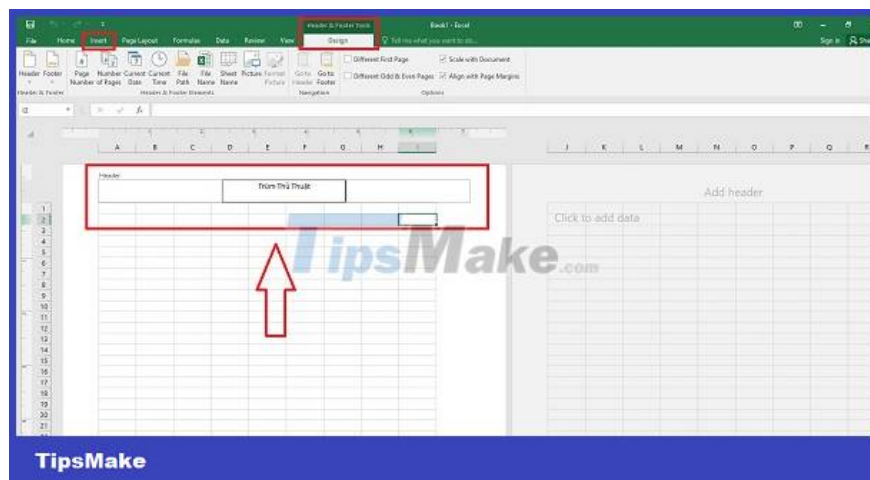 Header & Footer Tools
Book1 - Excel
File Home Insert Page Layout Formulas Data Review View Design Tell me what you want to do... Sign in
Header Footer Page Number Number of Pages Current Date Current Time File Path File Name Sheet Name Picture Format Picture Go to Header Go to Footer
Different First Page Scale with Document
Different Odd & Even Pages Align with Page Margins
Header & Footer Header & Footer Elements Navigation Options
I2
A B C D E F G H I J K L M N O P Q R
Header
Trùm Thủ Thuật
Add header
Click to add data
TipsMake.com
1
2
3
4
5
6
7
8
9
10
11
12
13
14
15
16
17
18
19
20
21
TipsMake